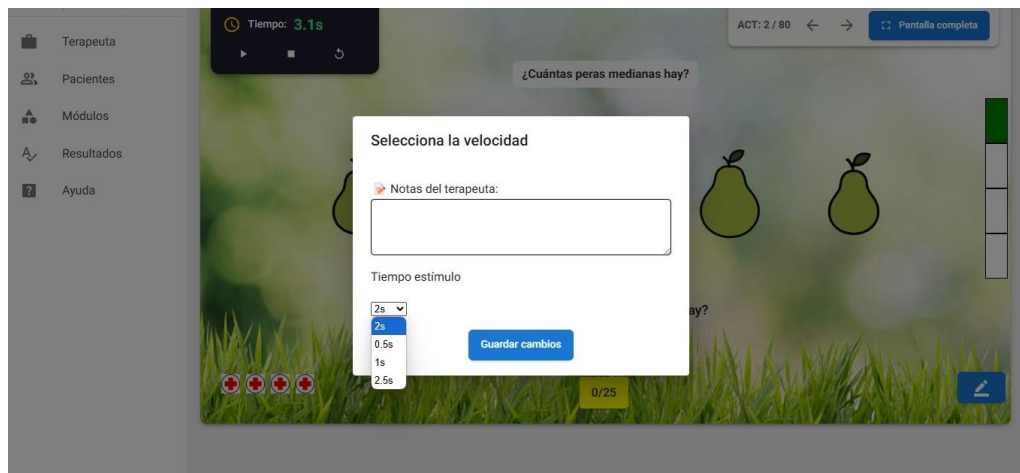 Terapeuta
Pacientes
Módulos
Resultados
Ayuda
Tiempo: 3.1s
ACT: 2 / 80
Pantalla completa
¿Cuántas peras medianas hay?
Selecciona la velocidad
Notas del terapeuta:
Tiempo estímulo
2s
2s
0.5s
1s
2.5s
Guardar cambios
ay?
0/25